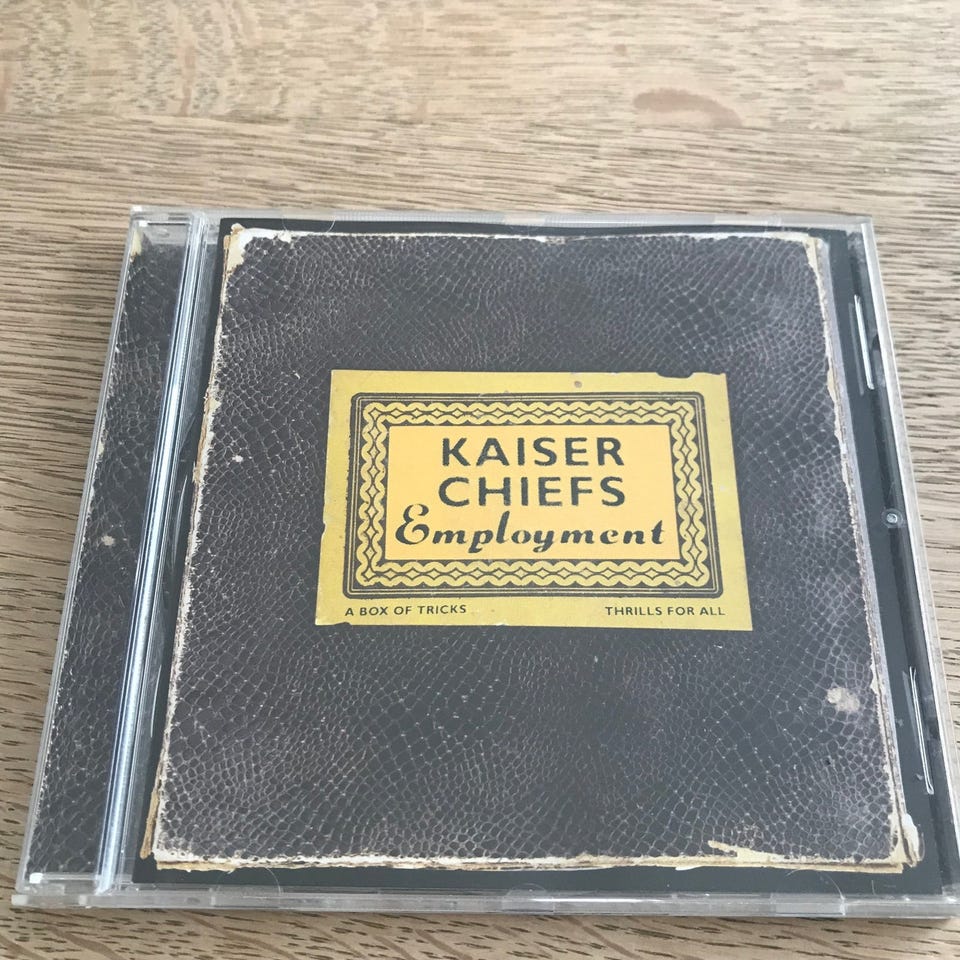 KAISER
CHIEFS
Employment
A BOX OF TRICKS THRILLS FOR ALL